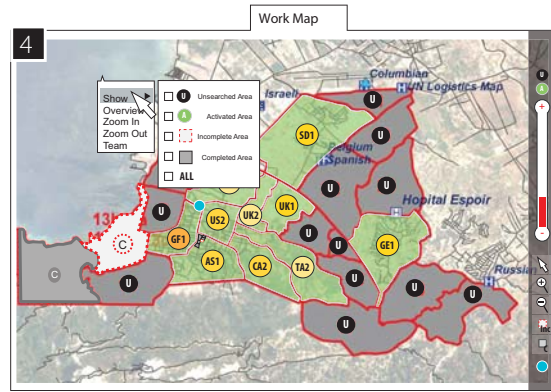 Work Map
4
Columbian
UN Logistics Map
Israeli
Show
Overview
Zoom In
Zoom Out
Team
U Unsearched Area
A Activated Area
Incomplete Area
C Completed Area
ALL
U
U
SD1
Belgium
Spanish
U
U
Hopital Espoir
13
U
US2
UK2
UK1
GF1
U
U
GE1
C
AS1
CA2
TA2
U
U
U
Russian
C
U
U
U
U
A
+
-
Inc
C